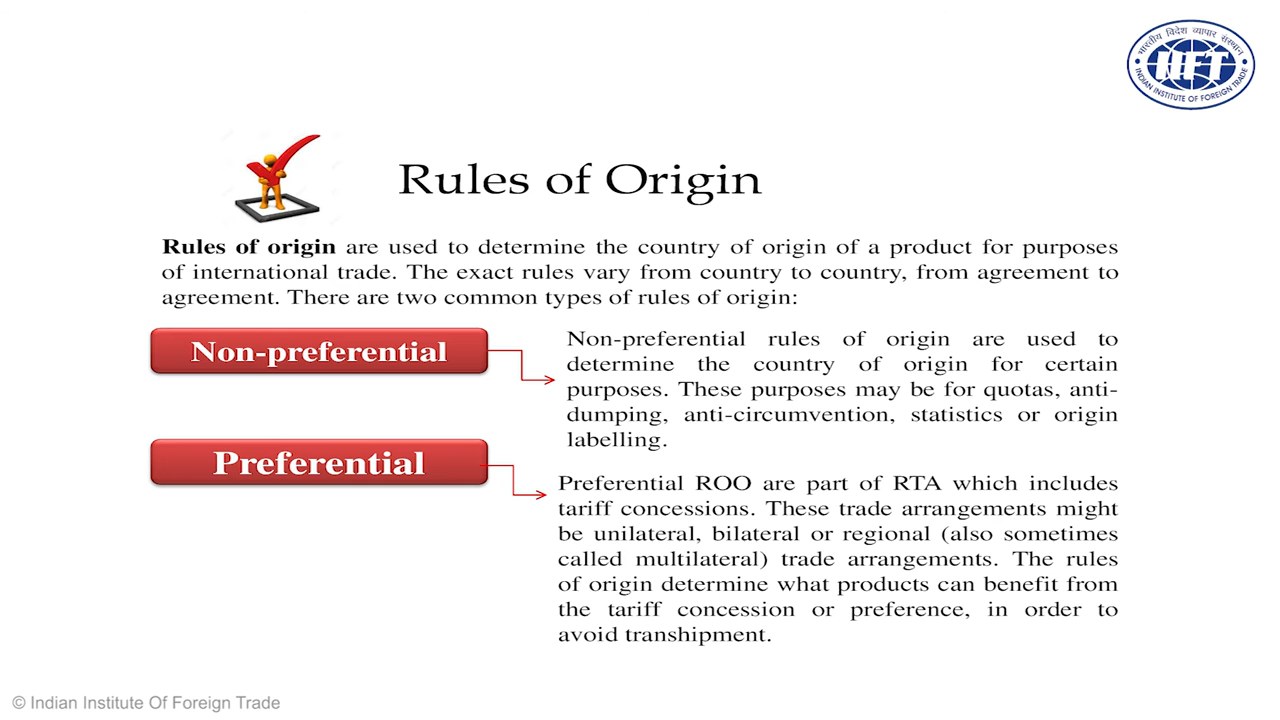 भारतीय विदेश व्यापार संस्थान
IIFT
INDIAN INSTITUTE OF FOREIGN TRADE
Rules of Origin
Rules of origin are used to determine the country of origin of a product for purposes
of international trade. The exact rules vary from country to country, from agreement to
agreement. There are two common types of rules of origin:
Non-preferential
Non-preferential rules of origin are used to
determine the country of origin for certain
purposes. These purposes may be for quotas, anti-
dumping, anti-circumvention, statistics or origin
labelling.
Preferential
Preferential ROO are part of RTA which includes
tariff concessions. These trade arrangements might
be unilateral, bilateral or regional (also sometimes
called multilateral) trade arrangements. The rules
of origin determine what products can benefit from
the tariff concession or preference, in order to
avoid transhipment.
© Indian Institute Of Foreign Trade